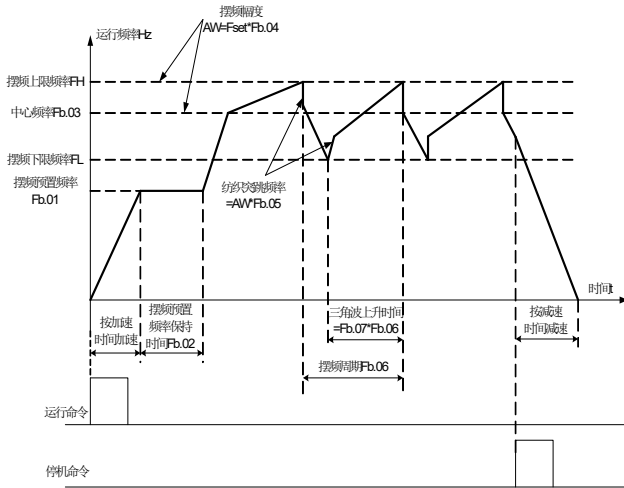 摆频幅度
AW=Fset*Fb.04
运行频率Hz
摆频上限频率FH
中心频率Fb.03
摆频下限频率FL
摆频预置频率
Fb.01
纺织突跳频率
=AW*Fb.05
时间t
按加速
时间加速
摆频预置
频率保持
时间Fb.02
三角波上升时间
=Fb.07*Fb.06
摆频周期Fb.06
按减速
时间减速
运行命令
停机命令